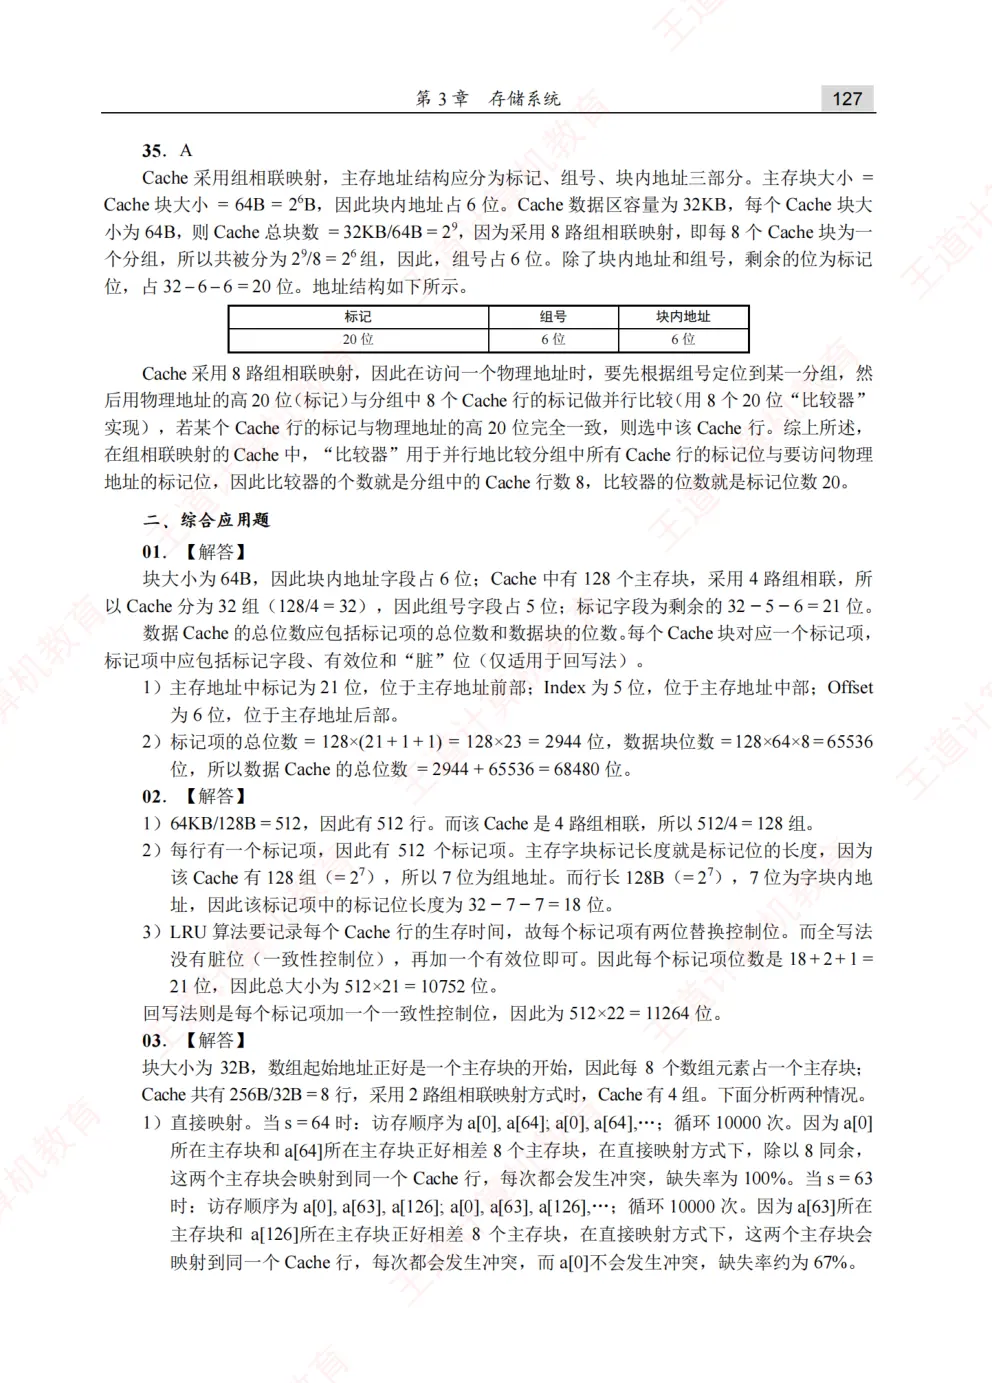 第 3 章 存储系统 127
35. A
Cache 采用组相联映射，主存地址结构应分为标记、组号、块内地址三部分。主存块大小 =
Cache 块大小 = 64B = 2⁶B，因此块内地址占 6 位。Cache 数据区容量为 32KB，每个 Cache 块大
小为 64B，则 Cache 总块数 = 32KB/64B = 2⁹，因为采用 8 路组相联映射，即每 8 个 Cache 块为一
个分组，所以共被分为 2⁹/8 = 2⁶ 组，因此，组号占 6 位。除了块内地址和组号，剩余的位为标记
位，占 32 – 6 – 6 = 20 位。地址结构如下所示。
标记 组号 块内地址
20 位 6 位 6 位
Cache 采用 8 路组相联映射，因此在访问一个物理地址时，要先根据组号定位到某一分组，然
后用物理地址的高 20 位（标记）与分组中 8 个 Cache 行的标记做并行比较（用 8 个 20 位“比较器”
实现），若某个 Cache 行的标记与物理地址的高 20 位完全一致，则选中该 Cache 行。综上所述，
在组相联映射的 Cache 中，“比较器”用于并行地比较分组中所有 Cache 行的标记位与要访问物理
地址的标记位，因此比较器的个数就是分组中的 Cache 行数 8，比较器的位数就是标记位数 20。
二、综合应用题
01. 【解答】
块大小为 64B，因此块内地址字段占 6 位；Cache 中有 128 个主存块，采用 4 路组相联，所
以 Cache 分为 32 组（128/4 = 32），因此组号字段占 5 位；标记字段为剩余的 32 − 5 − 6 = 21 位。
数据 Cache 的总位数应包括标记项的总位数和数据块的位数。每个 Cache 块对应一个标记项，
标记项中应包括标记字段、有效位和“脏”位（仅适用于回写法）。
1）主存地址中标记为 21 位，位于主存地址前部；Index 为 5 位，位于主存地址中部；Offset
为 6 位，位于主存地址后部。
2）标记项的总位数 = 128×(21 + 1 + 1) = 128×23 = 2944 位，数据块位数 = 128×64×8 = 65536
位，所以数据 Cache 的总位数 = 2944 + 65536 = 68480 位。
02. 【解答】
1）64KB/128B = 512，因此有 512 行。而该 Cache 是 4 路组相联，所以 512/4 = 128 组。
2）每行有一个标记项，因此有 512 个标记项。主存字块标记长度就是标记位的长度，因为
该 Cache 有 128 组（= 2⁷），所以 7 位为组地址。而行长 128B（= 2⁷），7 位为字块内地
址，因此该标记项中的标记位长度为 32 − 7 − 7 = 18 位。
3）LRU 算法要记录每个 Cache 行的生存时间，故每个标记项有两位替换控制位。而全写法
没有脏位（一致性控制位），再加一个有效位即可。因此每个标记项位数是 18 + 2 + 1 =
21 位，因此总大小为 512×21 = 10752 位。
回写法则是每个标记项加一个一致性控制位，因此为 512×22 = 11264 位。
03. 【解答】
块大小为 32B，数组起始地址正好是一个主存块的开始，因此每 8 个数组元素占一个主存块；
Cache 共有 256B/32B = 8 行，采用 2 路组相联映射方式时，Cache 有 4 组。下面分析两种情况。
1）直接映射。当 s = 64 时：访存顺序为 a[0], a[64]; a[0], a[64],⋯；循环 10000 次。因为 a[0]
所在主存块和 a[64]所在主存块正好相差 8 个主存块，在直接映射方式下，除以 8 同余，
这两个主存块会映射到同一个 Cache 行，每次都会发生冲突，缺失率为 100%。当 s = 63
时：访存顺序为 a[0], a[63], a[126]; a[0], a[63], a[126],⋯；循环 10000 次。因为 a[63]所在
主存块和 a[126]所在主存块正好相差 8 个主存块，在直接映射方式下，这两个主存块会
映射到同一个 Cache 行，每次都会发生冲突，而 a[0]不会发生冲突，缺失率约为 67%。